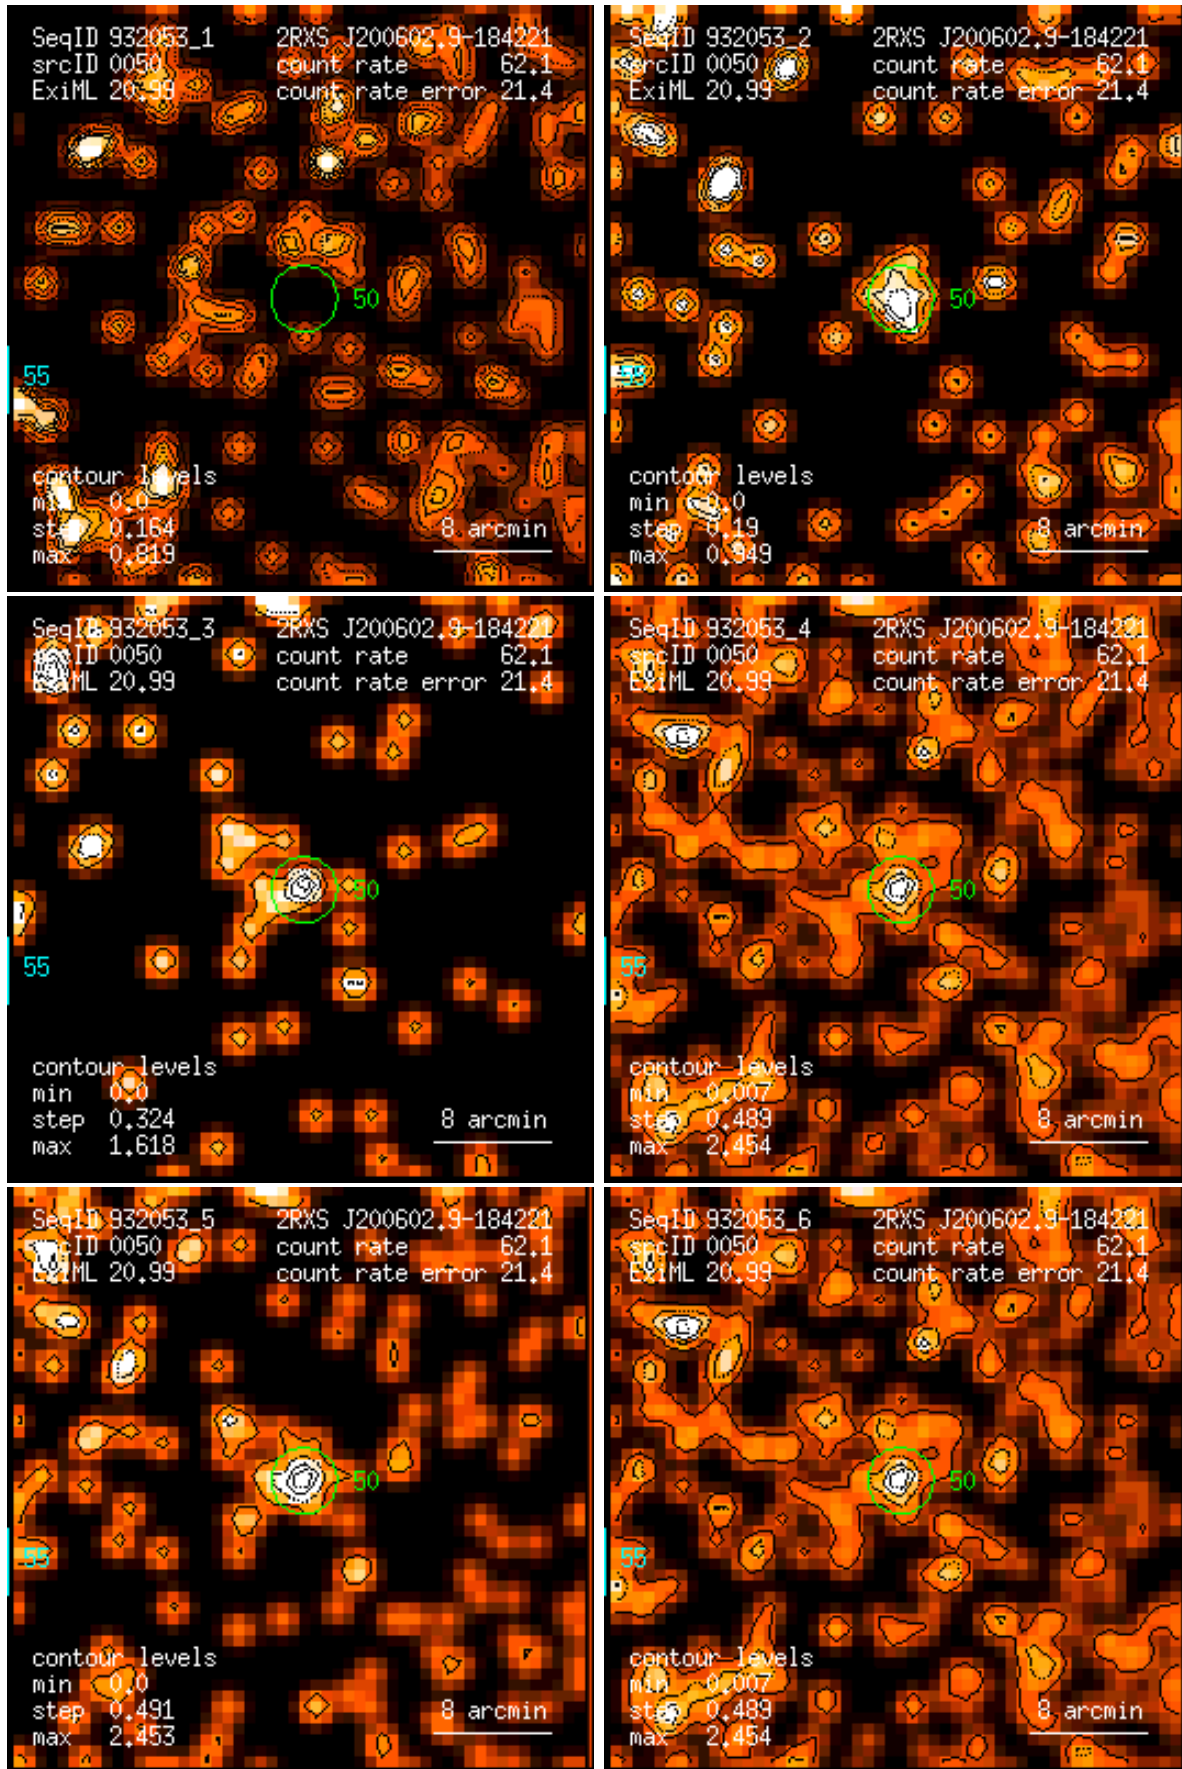 SeqID 932053_1 2RXS J200602.9-184221
srcID 0050 count rate 62.1
ExiML 20.99 count rate error 21.4
50
55
contour levels
min 0.0
step 0.164
max 0.819
8 arcmin
SeqID 932053_2 2RXS J200602.9-184221
srcID 0050 count rate 62.1
ExiML 20.99 count rate error 21.4
50
55
contour levels
min 0.0
step 0.19
max 0.949
8 arcmin
SeqID 932053_3 2RXS J200602.9-184221
srcID 0050 count rate 62.1
ExiML 20.99 count rate error 21.4
50
55
contour levels
min 0.0
step 0.324
max 1.618
8 arcmin
SeqID 932053_4 2RXS J200602.9-184221
srcID 0050 count rate 62.1
ExiML 20.99 count rate error 21.4
50
55
contour levels
min 0.007
step 0.489
max 2.454
8 arcmin
SeqID 932053_5 2RXS J200602.9-184221
srcID 0050 count rate 62.1
ExiML 20.99 count rate error 21.4
50
55
contour levels
min 0.0
step 0.491
max 2.453
8 arcmin
SeqID 932053_6 2RXS J200602.9-184221
srcID 0050 count rate 62.1
ExiML 20.99 count rate error 21.4
50
55
contour levels
min 0.007
step 0.489
max 2.454
8 arcmin